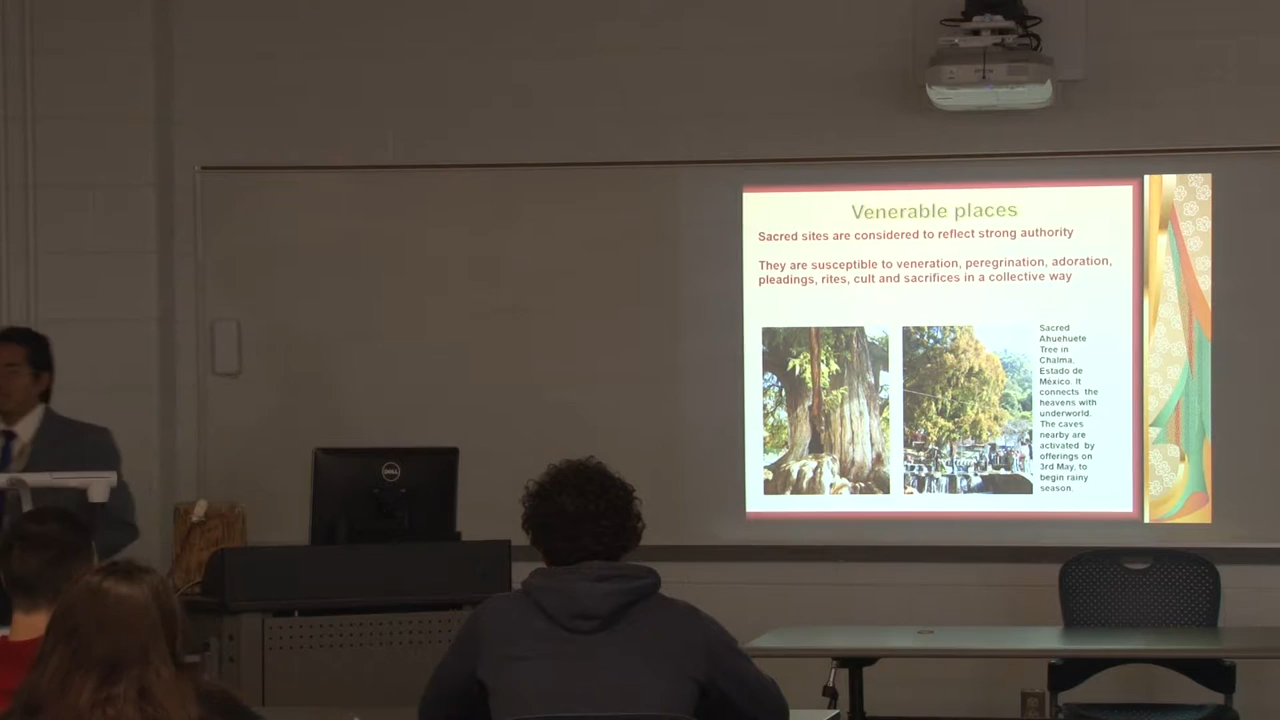 Venerable places
Sacred sites are considered to reflect strong authority
They are susceptible to veneration, peregrination, adoration,
pleadings, rites, cult and sacrifices in a collective way
Sacred
Ahuehuete
Tree in
Chalma,
Estado de
México. It
connects the
heavens with
underworld.
The caves
nearby are
activated by
offerings on
3rd May, to
begin rainy
season.
DELL